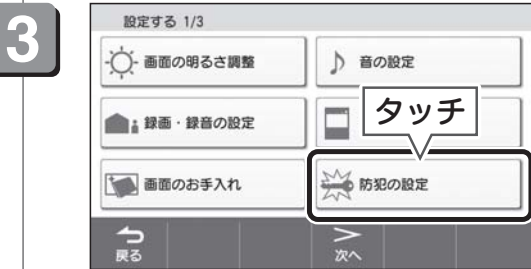 3
設定する 1/3
画面の明るさ調整
音の設定
録画・録音の設定
タッチ
画面のお手入れ
防犯の設定
戻る
次へ